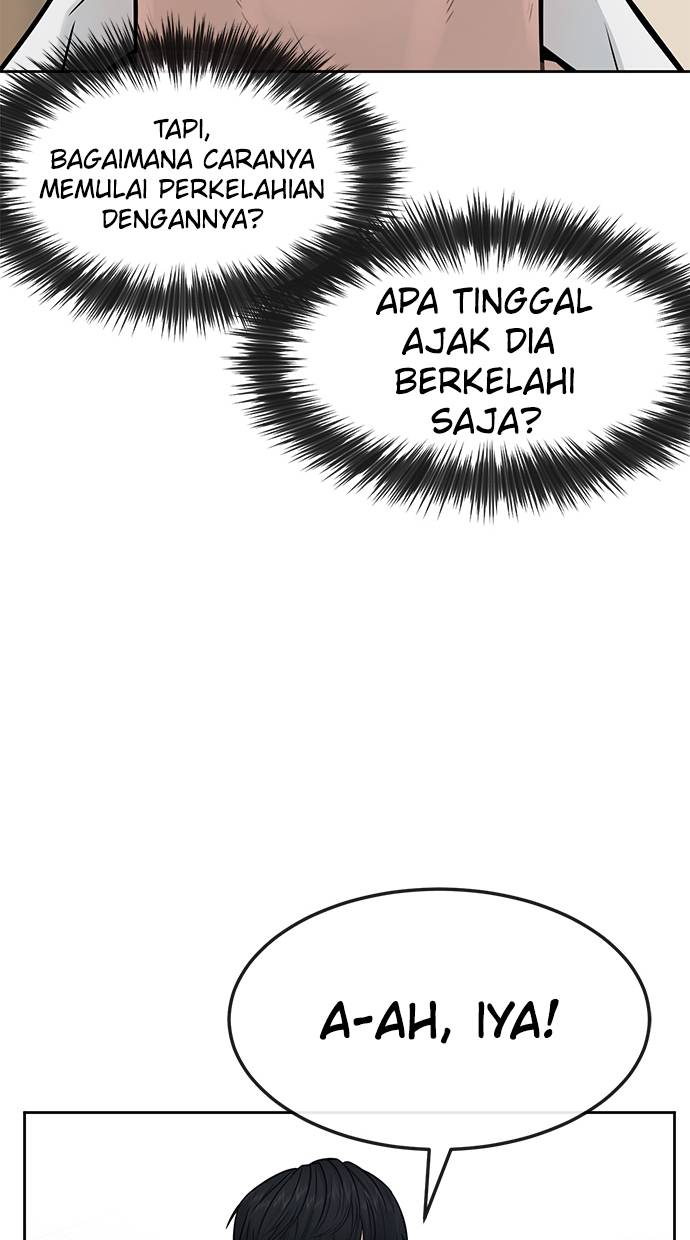 TAPI,
BAGAIMANA CARANYA
MEMULAI PERKELAHIAN
DENGANNYA?
APA TINGGAL
AJAK DIA
BERKELAHI
SAJA?
A-AH, IYA!